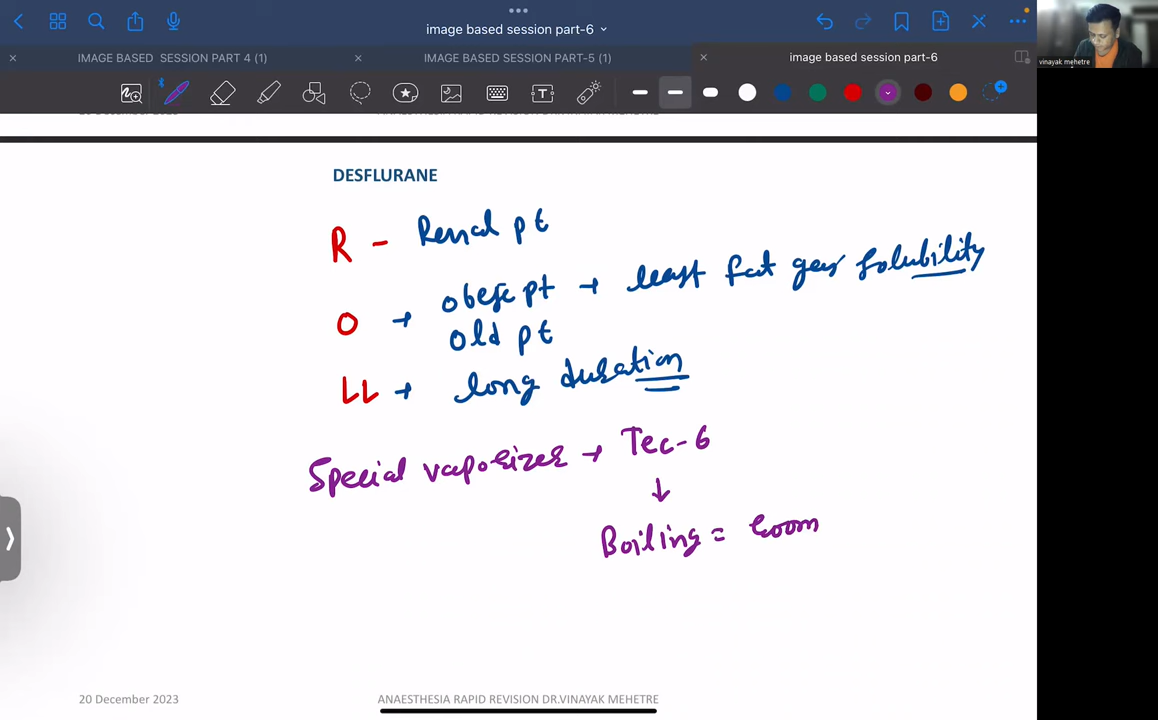 image based session part-6
IMAGE BASED SESSION PART 4 (1)
IMAGE BASED SESSION PART-5 (1)
image based session part-6
vinayak mehetre
DESFLURANE
R - Renal pt
O → obese pt → least fat gas solubility
old pt
LL → long duration
Special vaporizer → Tec-6
↓
Boiling = room
20 December 2023
ANAESTHESIA RAPID REVISION DR.VINAYAK MEHETRE